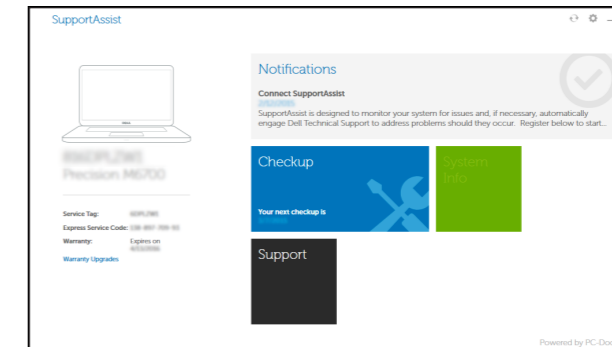 SupportAssist
Notifications
Connect SupportAssist
SupportAssist is designed to monitor your system for issues and, if necessary, automatically
engage Dell Technical Support to address problems should they occur. Register below to start...
Precision M6700
Checkup
System
Info
Your next checkup is
Service Tag:
Express Service Code:
Warranty: Expires on
Warranty Upgrades
Support
Powered by PC-Doc